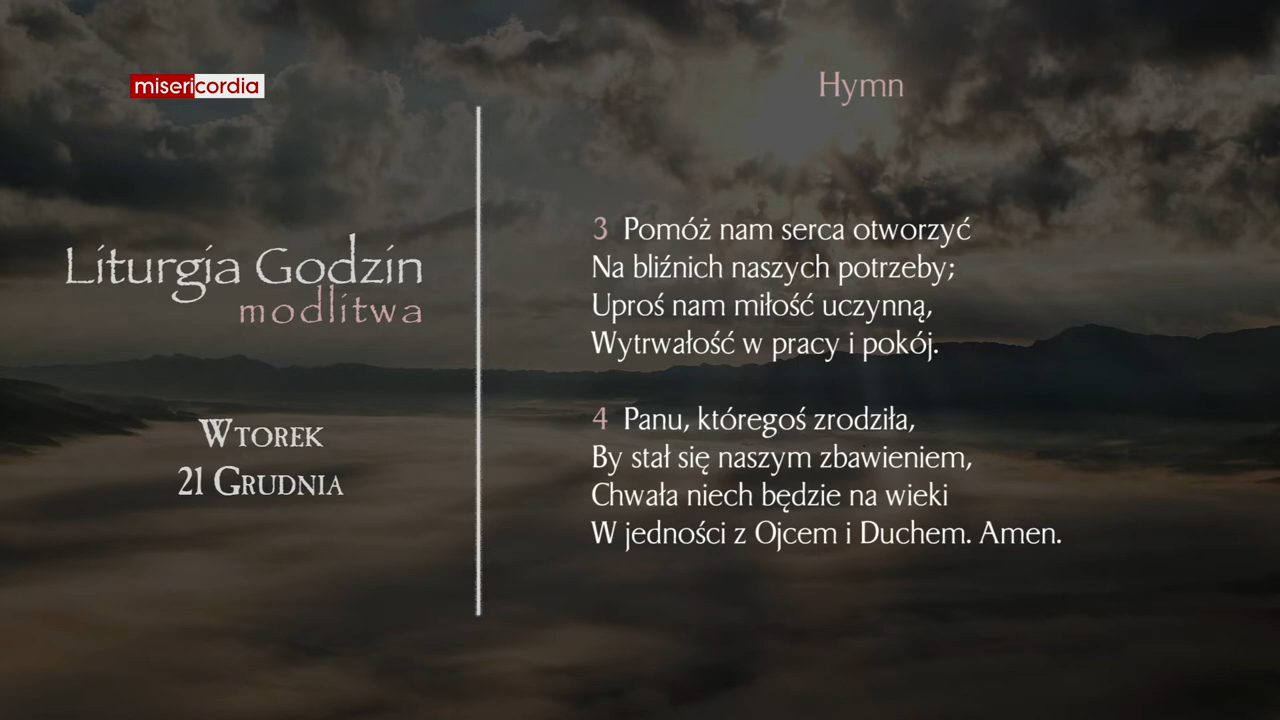 misericordia
Liturgia Godzin
modlitwa
Wtorek
21 Grudnia
Hymn
3 Pomóż nam serca otworzyć
Na bliźnich naszych potrzeby;
Uproś nam miłość uczynną,
Wytrwałość w pracy i pokój.
4 Panu, któregoś zrodziła,
By stał się naszym zbawieniem,
Chwała niech będzie na wieki
W jedności z Ojcem i Duchem. Amen.